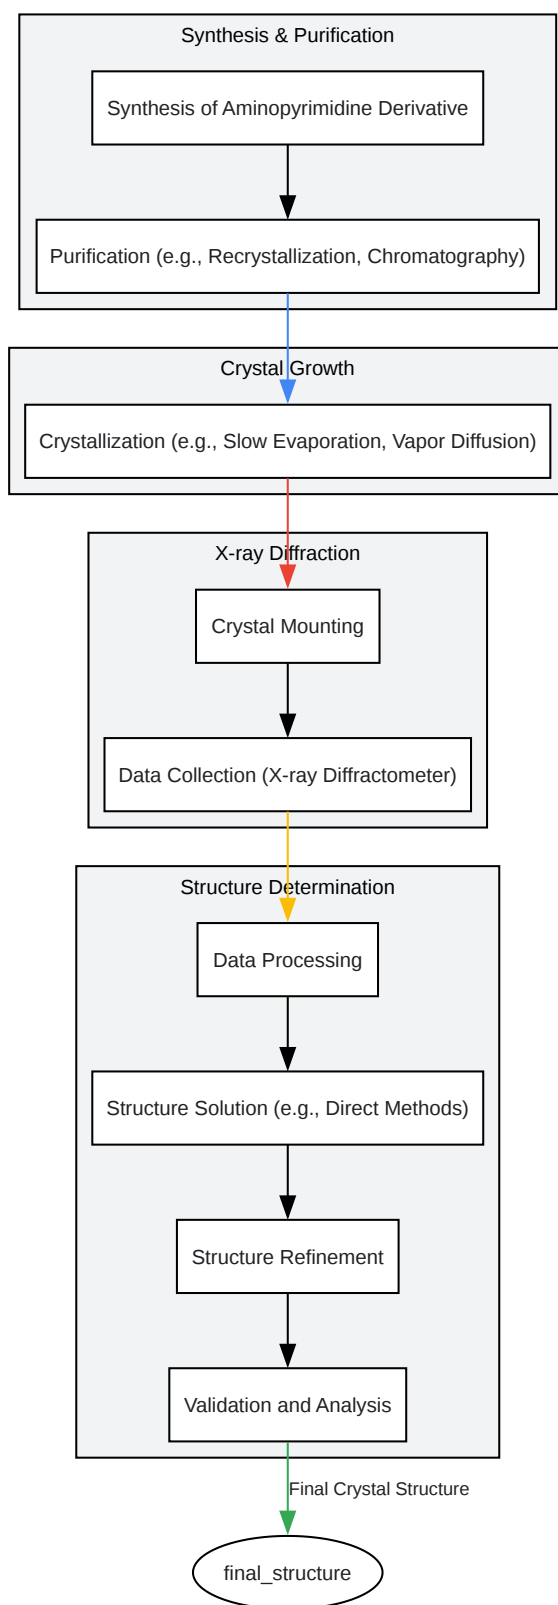 Synthesis & Purification
Synthesis of Aminopyrimidine Derivative
Purification (e.g., Recrystallization, Chromatography)
Crystal Growth
Crystallization (e.g., Slow Evaporation, Vapor Diffusion)
X-ray Diffraction
Crystal Mounting
Data Collection (X-ray Diffractometer)
Structure Determination
Data Processing
Structure Solution (e.g., Direct Methods)
Structure Refinement
Validation and Analysis
Final Crystal Structure
final_structure